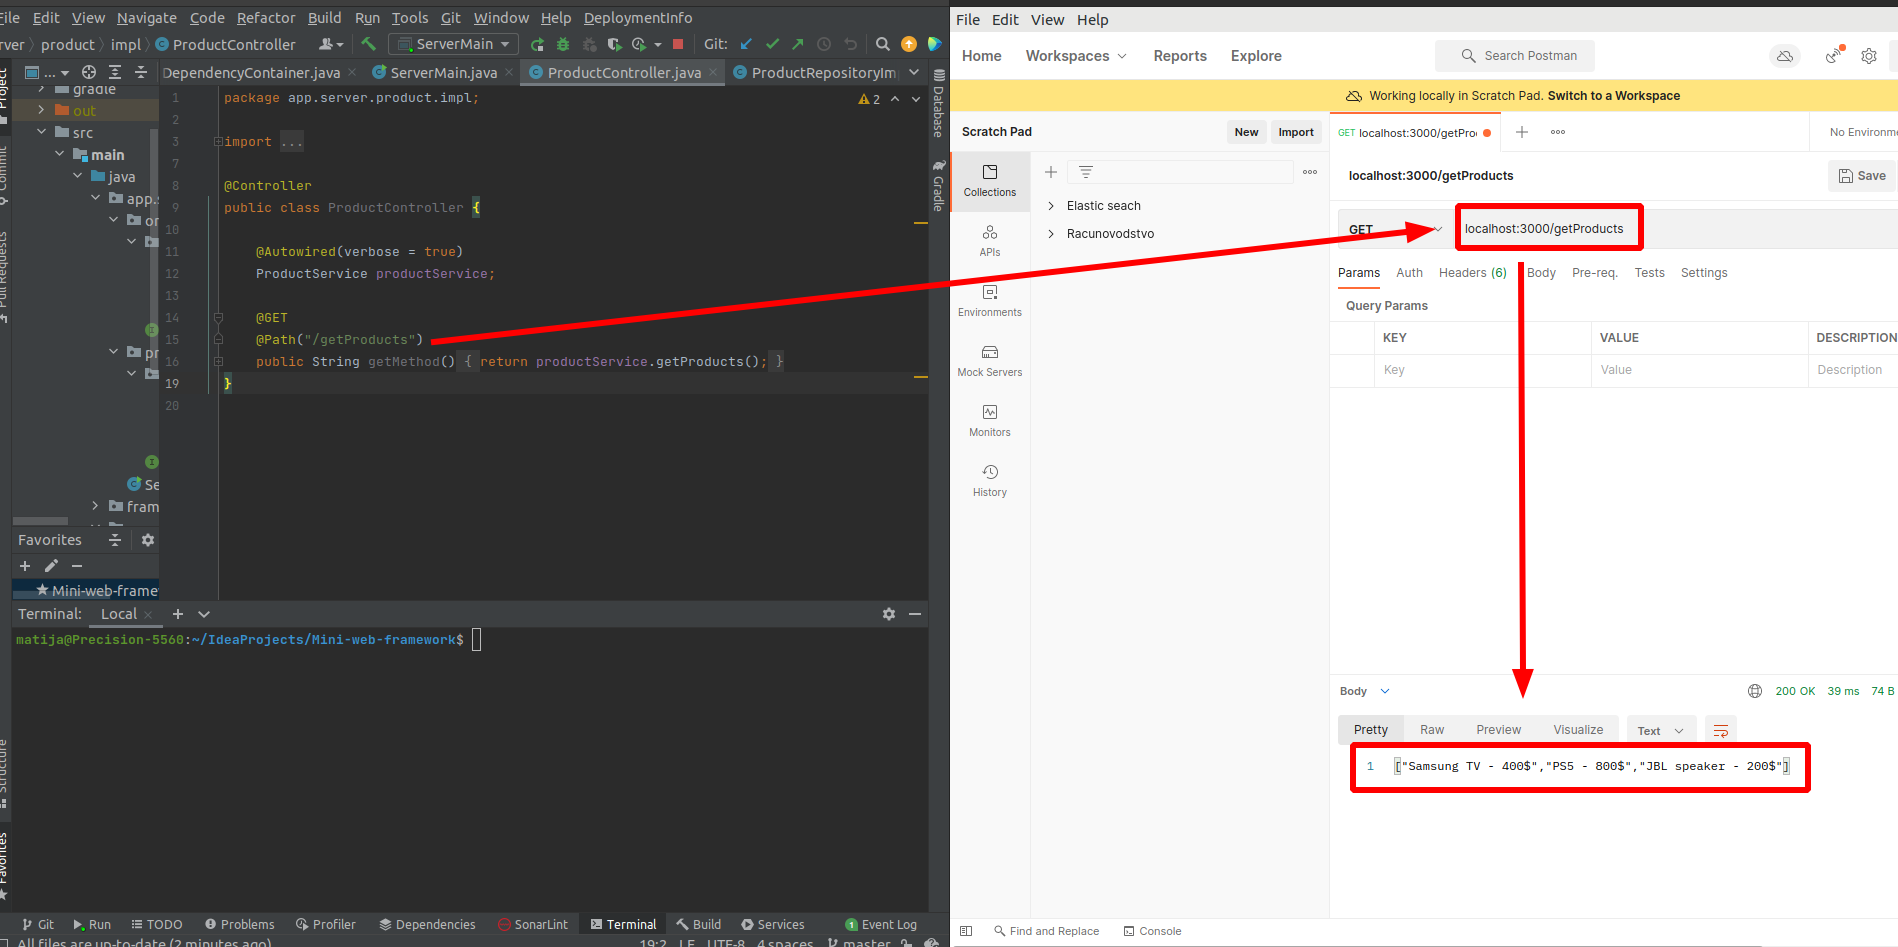 File Edit View Navigate Code Refactor Build Run Tools Git Window Help DeploymentInfo
product impl ProductController
ServerMain
Git:
... 
DependencyContainer.java
ServerMain.java
ProductController.java
ProductRepositoryIm
Project
Commit
Pull Requests
Structure
Favorites
gradle
out
src
main
java
app.
or
pr
Se
fram
Favorites
Mini-web-frame
1 package app.server.product.impl;
2
3 import ...
7
8 @Controller
9 public class ProductController {
10
11 @Autowired(verbose = true)
12 ProductService productService;
13
14 @GET
15 @Path("/getProducts")
16 public String getMethod() { return productService.getProducts(); }
19 }
20
2
Database
Gradle
Terminal: Local
matija@Precision-5560:~/IdeaProjects/Mini-web-framework$
Git Run TODO Problems Profiler Dependencies SonarLint Terminal Build Services 1 Event Log
All files are up-to-date (2 minutes ago) 19:2 LF UTF-8 4 spaces master
File Edit View Help
Home Workspaces Reports Explore
Search Postman
Working locally in Scratch Pad. Switch to a Workspace
Scratch Pad
New Import
GET localhost:3000/getPro
No Environm
Collections
APIs
Environments
Mock Servers
Monitors
History
Elastic seach
Racunovodstvo
localhost:3000/getProducts
Save
GET localhost:3000/getProducts
Params Auth Headers (6) Body Pre-req. Tests Settings
Query Params
KEY VALUE DESCRIPTION
Key Value Description
Body
200 OK 39 ms 74 B
Pretty Raw Preview Visualize Text
1 ["Samsung TV - 400$","PS5 - 800$","JBL speaker - 200$"]
Find and Replace Console